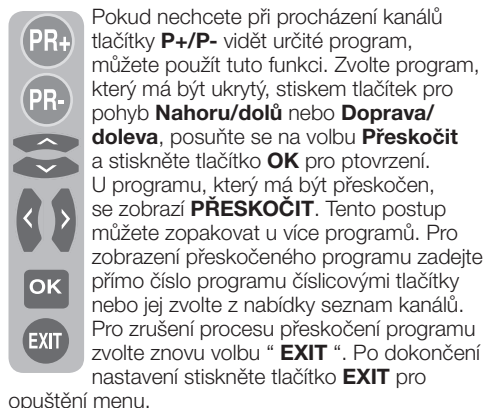 PR+
PR-
OK
EXIT
Pokud nechcete při procházení kanálů
tlačítky P+/P- vidět určité program,
můžete použít tuto funkci. Zvolte program,
který má být ukrytý, stiskem tlačítek pro
pohyb Nahoru/dolů nebo Doprava/
doleva, posuňte se na volbu Přeskočit
a stiskněte tlačítko OK pro ptovrzení.
U programu, který má být přeskočen,
se zobrazí PŘESKOČIT. Tento postup
můžete zopakovat u více programů. Pro
zobrazení přeskočeného programu zadejte
přímo číslo programu číslicovými tlačítky
nebo jej zvolte z nabídky seznam kanálů.
Pro zrušení procesu přeskočení programu
zvolte znovu volbu “ EXIT “. Po dokončení
nastavení stiskněte tlačítko EXIT pro
opuštění menu.